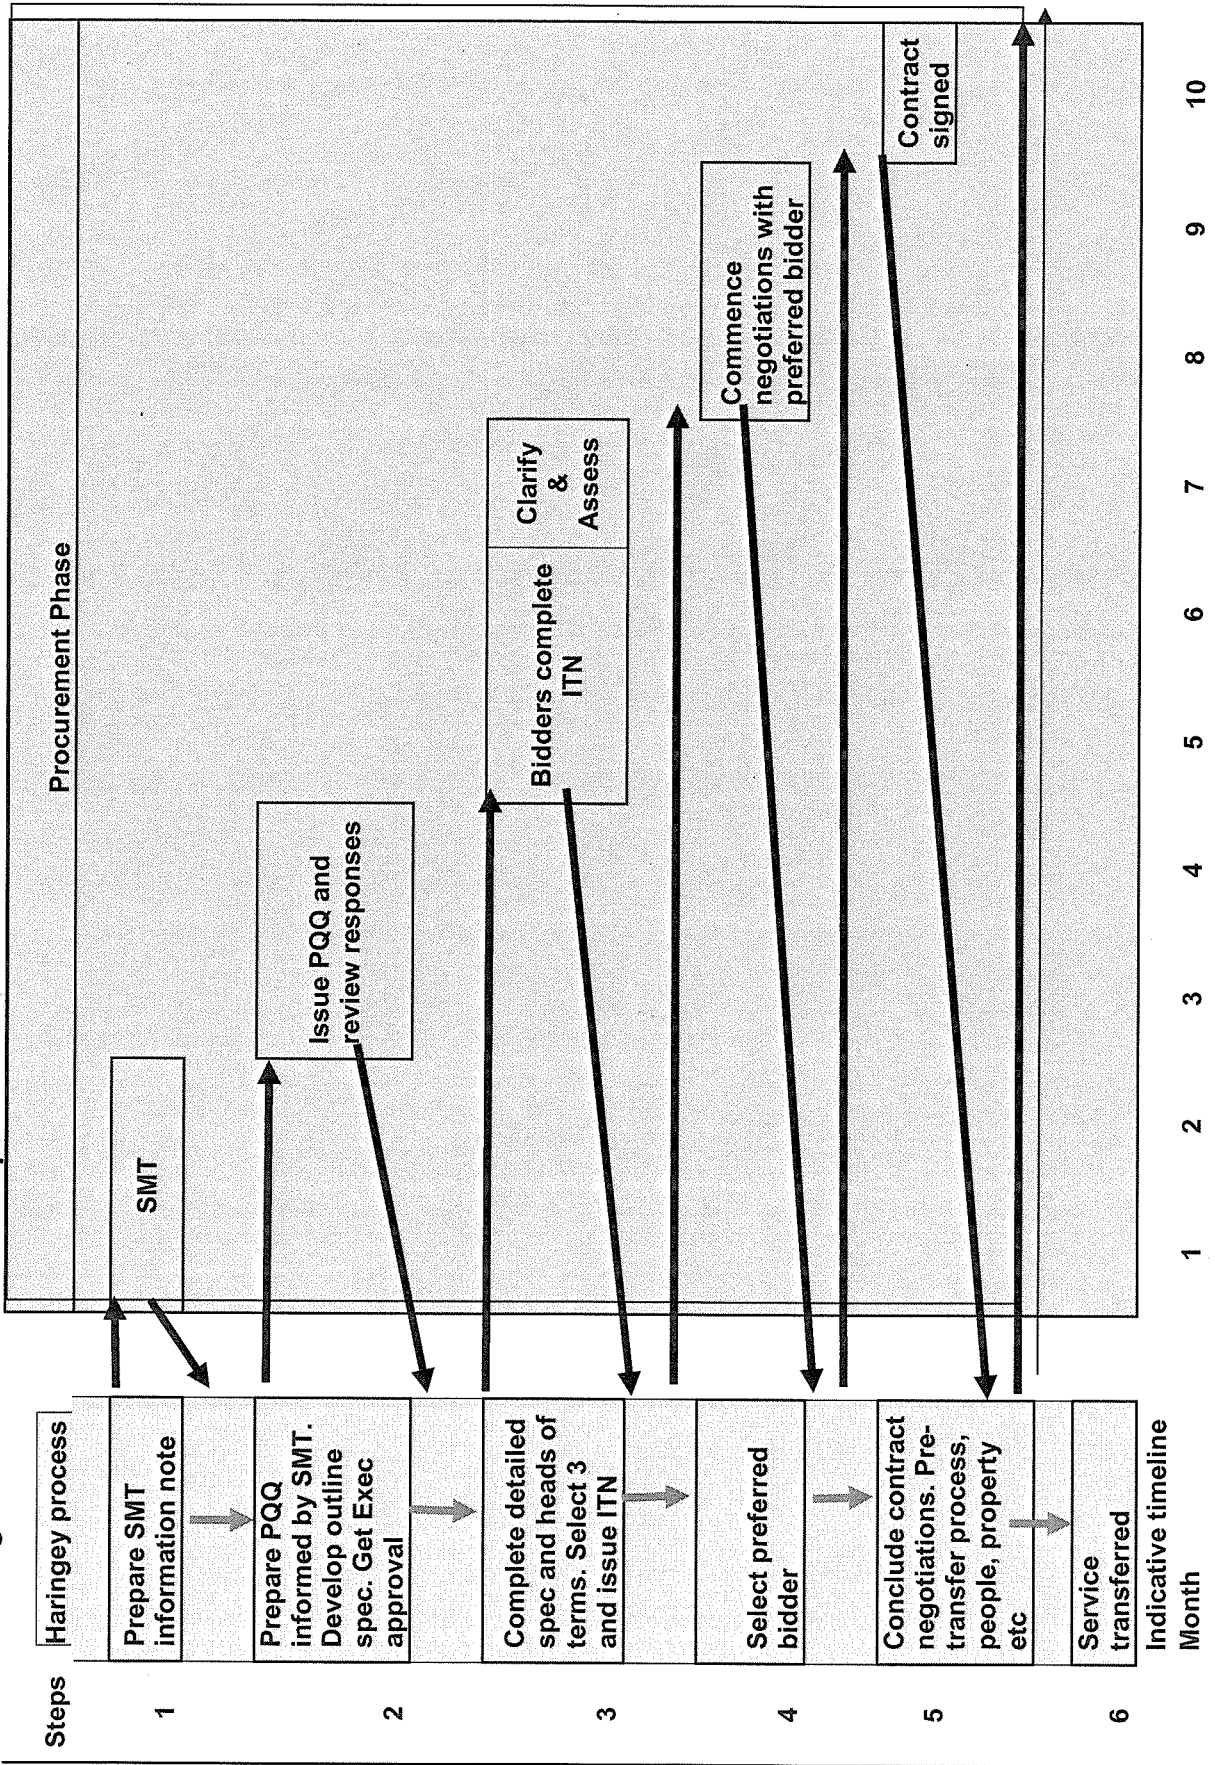 Procurement Phase
Steps
Haringey process
1
Prepare SMT
information note
SMT
2
Prepare PQQ
informed by SMT.
Develop outline
spec. Get Exec
approval
Issue PQQ and
review responses
3
Complete detailed
spec and heads of
terms. Select 3
and issue ITN
Bidders complete
ITN
Clarify
&
Assess
4
Select preferred
bidder
Commence
negotiations with
preferred bidder
5
Conclude contract
negotiations. Pre-
transfer process,
people, property
etc
Contract
signed
6
Service
transferred
Indicative timeline
Month
1
2
3
4
5
6
7
8
9
10